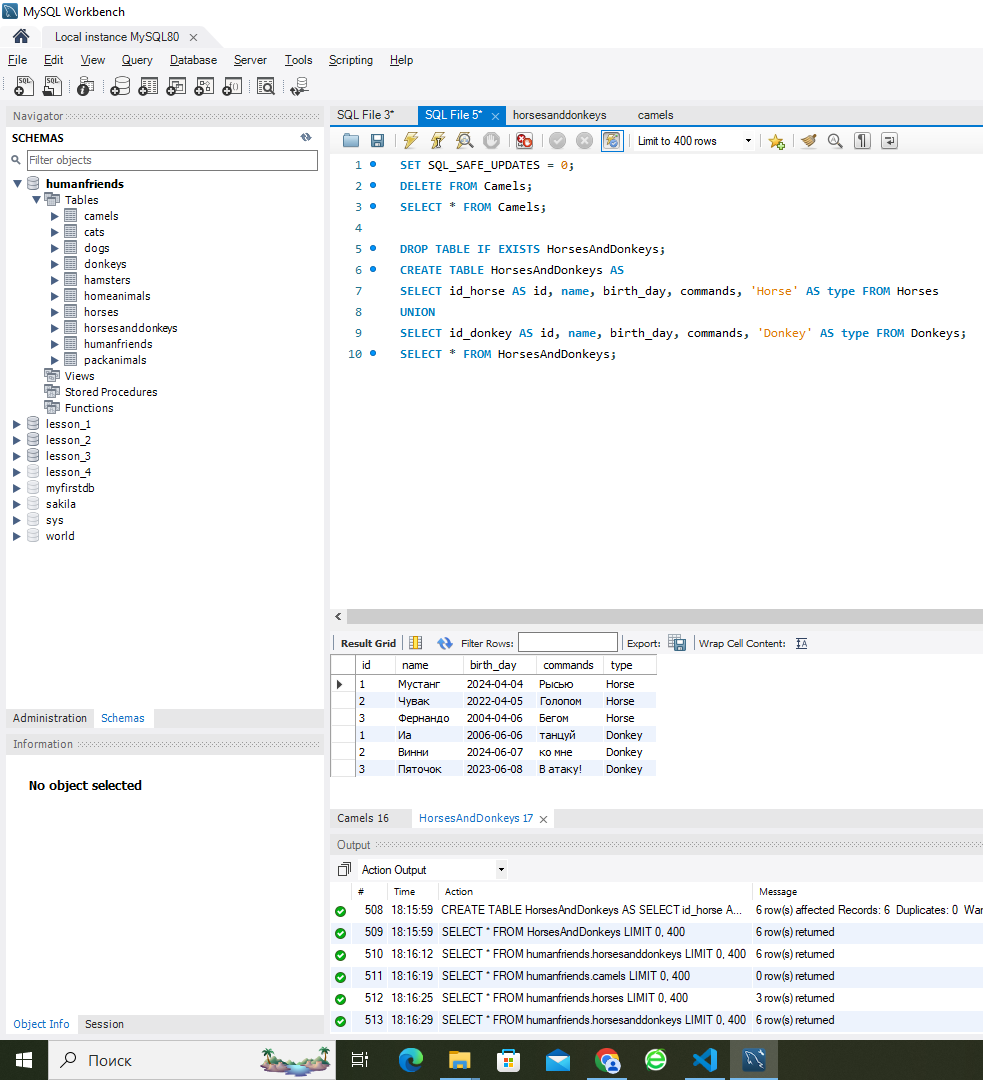 MySQL Workbench
Local instance MySQL80
File Edit View Query Database Server Tools Scripting Help
Navigator
SCHEMAS
Filter objects
humanfriends
Tables
camels
cats
dogs
donkeys
hamsters
homeanimals
horses
horsesanddonkeys
humanfriends
packanimals
Views
Stored Procedures
Functions
lesson_1
lesson_2
lesson_3
lesson_4
myfirstdb
sakila
sys
world
Administration Schemas
Information
No object selected
Object Info Session
SQL File 3* SQL File 5* horsesanddonkeys camels
Limit to 400 rows
1 SET SQL_SAFE_UPDATES = 0;
2 DELETE FROM Camels;
3 SELECT * FROM Camels;
4
5 DROP TABLE IF EXISTS HorsesAndDonkeys;
6 CREATE TABLE HorsesAndDonkeys AS
7 SELECT id_horse AS id, name, birth_day, commands, 'Horse' AS type FROM Horses
8 UNION
9 SELECT id_donkey AS id, name, birth_day, commands, 'Donkey' AS type FROM Donkeys;
10 SELECT * FROM HorsesAndDonkeys;
Result Grid Filter Rows: Export: Wrap Cell Content:
id name birth_day commands type
1 Мустанг 2024-04-04 Рысью Horse
2 Чувак 2022-04-05 Голопом Horse
3 Фернандо 2004-04-06 Бегом Horse
1 Иа 2006-06-06 танцуй Donkey
2 Винни 2024-06-07 ко мне Donkey
3 Пяточок 2023-06-08 В атаку! Donkey
Camels 16 HorsesAndDonkeys 17
Output
Action Output
# Time Action Message
508 18:15:59 CREATE TABLE HorsesAndDonkeys AS SELECT id_horse A... 6 row(s) affected Records: 6 Duplicates: 0 War
509 18:15:59 SELECT * FROM HorsesAndDonkeys LIMIT 0, 400 6 row(s) returned
510 18:16:12 SELECT * FROM humanfriends.horsesanddonkeys LIMIT 0, 400 6 row(s) returned
511 18:16:19 SELECT * FROM humanfriends.camels LIMIT 0, 400 0 row(s) returned
512 18:16:25 SELECT * FROM humanfriends.horses LIMIT 0, 400 3 row(s) returned
513 18:16:29 SELECT * FROM humanfriends.horsesanddonkeys LIMIT 0, 400 6 row(s) returned
Поиск